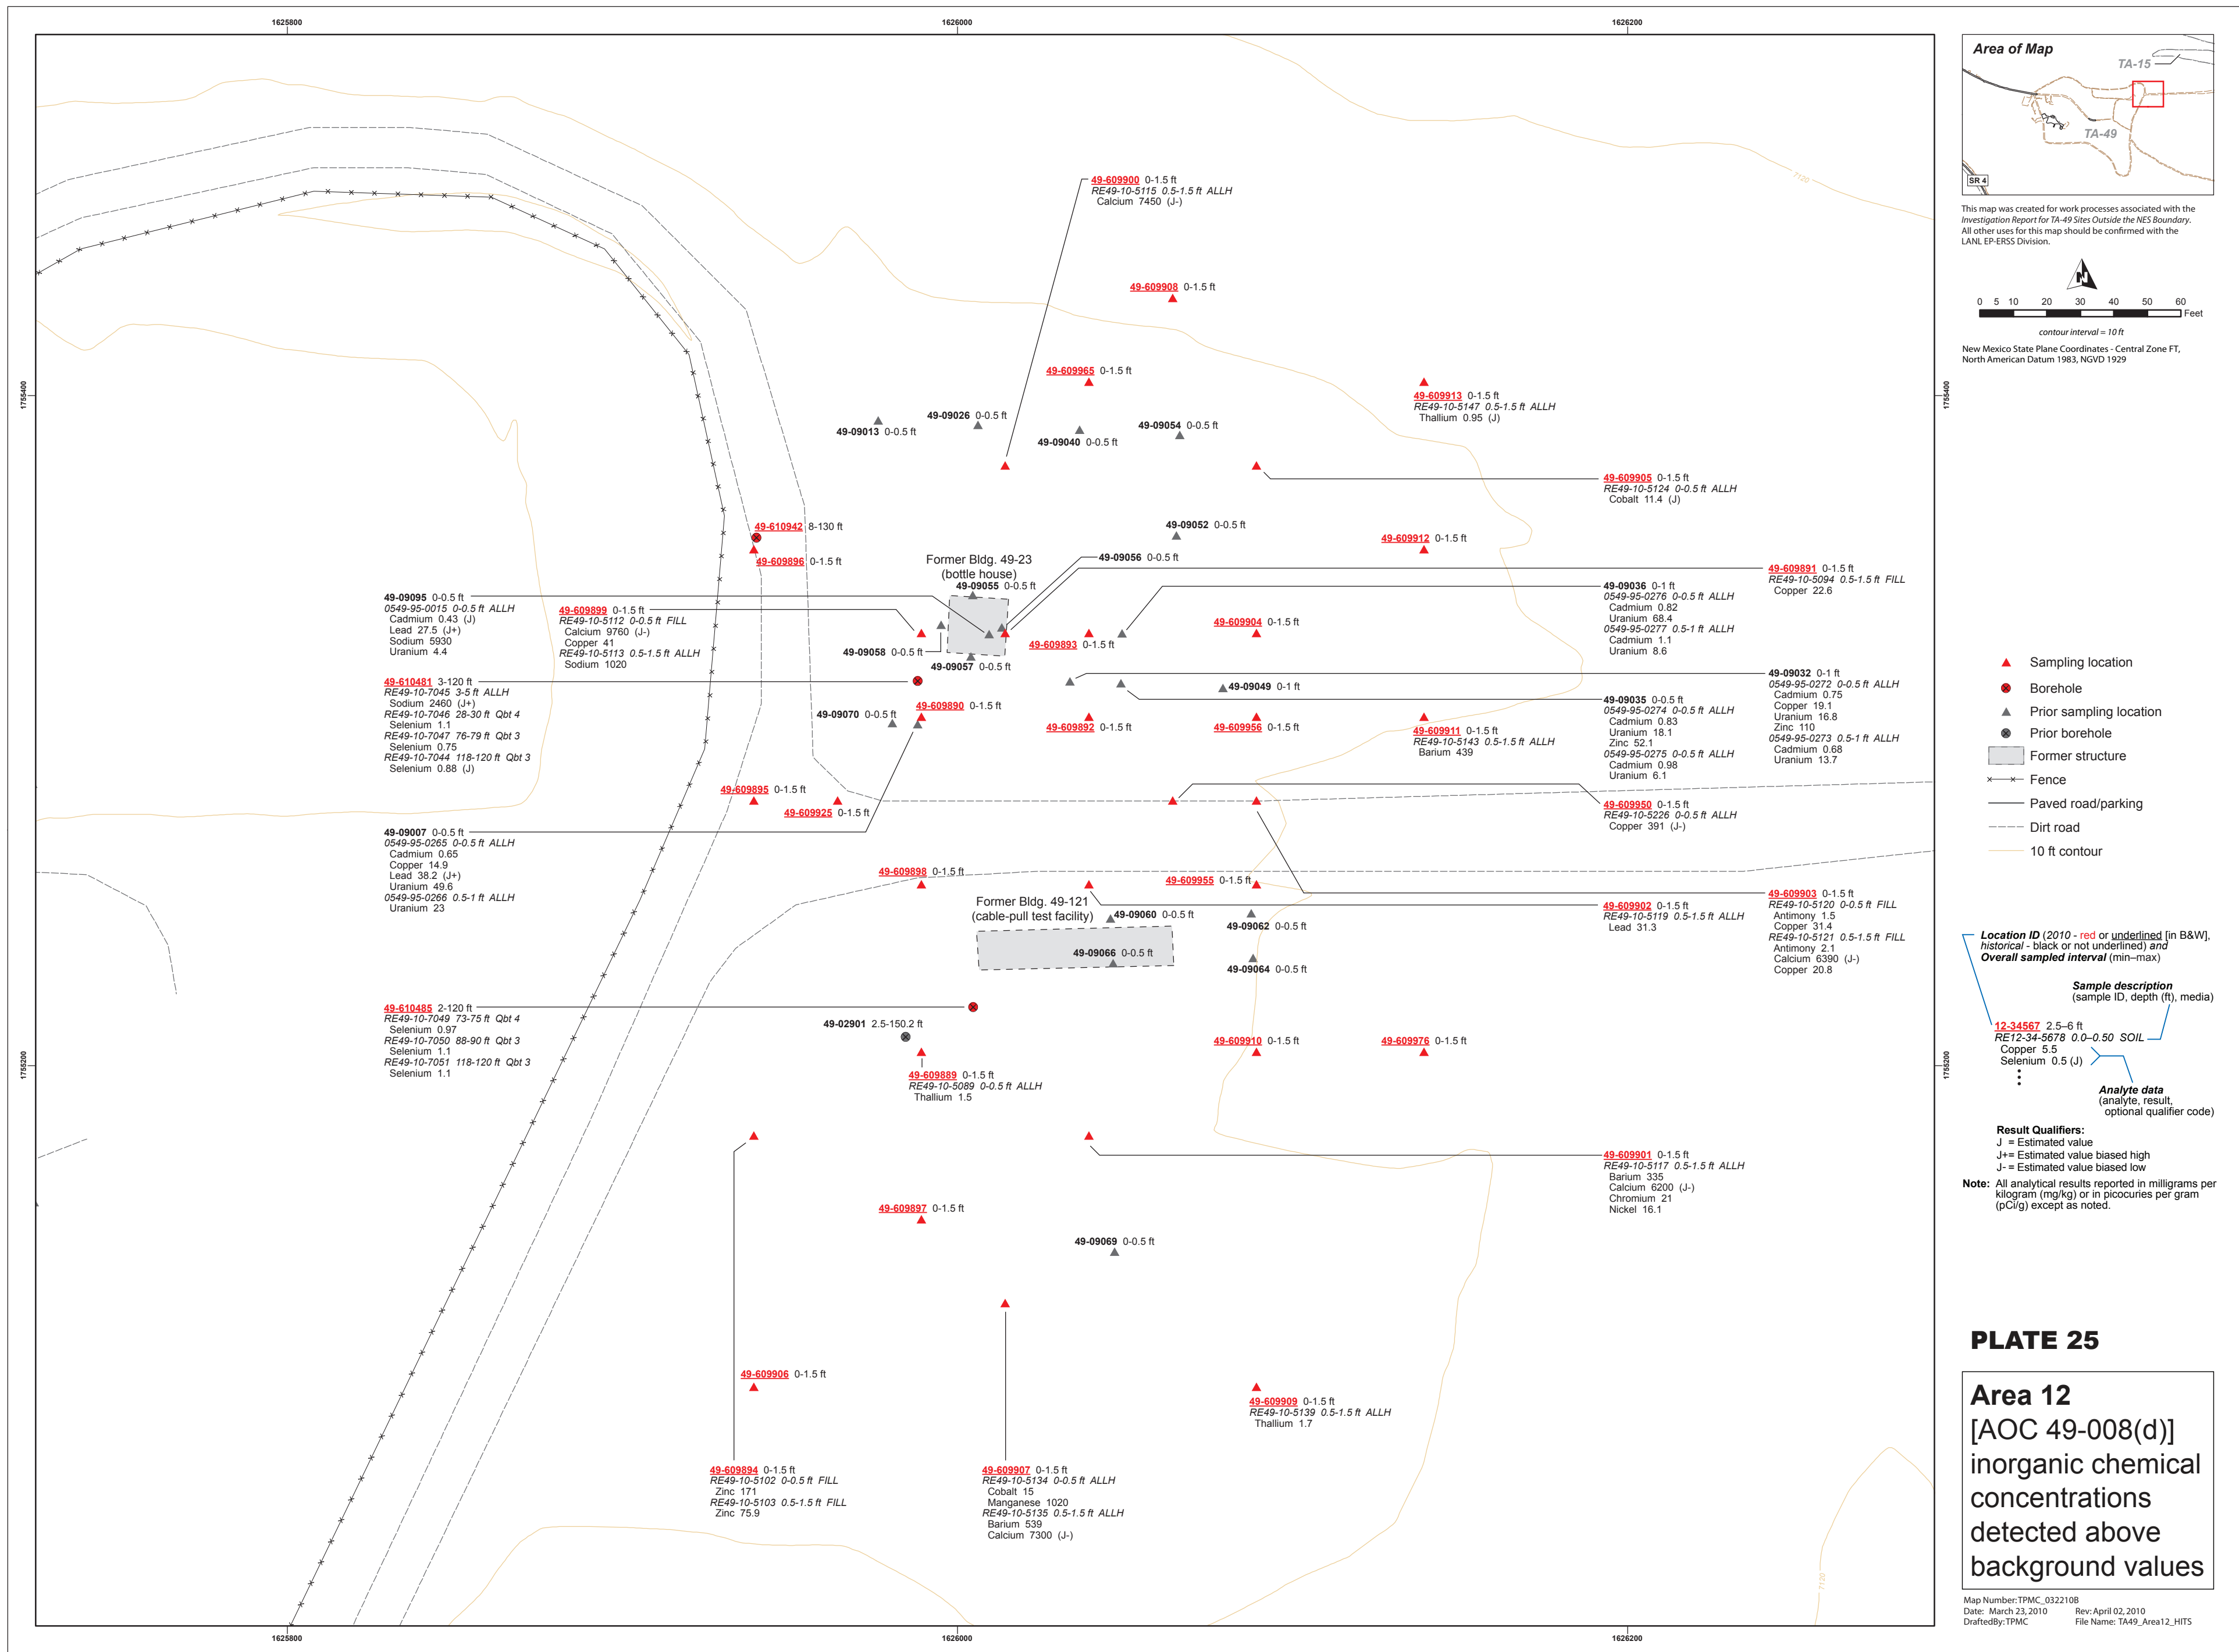 1625800
1626000
1626200
1755400
1755400
1755200
1755200
1625800
1626000
1626200
7120
7120
49-609900 0-1.5 ft
RE49-10-5115 0.5-1.5 ft ALLH
Calcium 7450 (J-)
49-609908 0-1.5 ft
49-609965 0-1.5 ft
49-609913 0-1.5 ft
RE49-10-5147 0.5-1.5 ft ALLH
Thallium 0.95 (J)
49-09026 0-0.5 ft
49-09013 0-0.5 ft
49-09040 0-0.5 ft
49-09054 0-0.5 ft
49-609905 0-1.5 ft
RE49-10-5124 0-0.5 ft ALLH
Cobalt 11.4 (J)
49-610942 8-130 ft
49-609896 0-1.5 ft
49-09052 0-0.5 ft
49-609912 0-1.5 ft
49-09056 0-0.5 ft
Former Bldg. 49-23
(bottle house)
49-09055 0-0.5 ft
49-609891 0-1.5 ft
RE49-10-5094 0.5-1.5 ft FILL
Copper 22.6
49-09095 0-0.5 ft
0549-95-0015 0-0.5 ft ALLH
Cadmium 0.43 (J)
Lead 27.5 (J+)
Sodium 5930
Uranium 4.4
49-609899 0-1.5 ft
RE49-10-5112 0-0.5 ft FILL
Calcium 9760 (J-)
Copper 41
RE49-10-5113 0.5-1.5 ft ALLH
Sodium 1020
49-09036 0-1 ft
0549-95-0276 0-0.5 ft ALLH
Cadmium 0.82
Uranium 68.4
0549-95-0277 0.5-1 ft ALLH
Cadmium 1.1
Uranium 8.6
49-609904 0-1.5 ft
49-609893 0-1.5 ft
49-09058 0-0.5 ft
49-09057 0-0.5 ft
49-610481 3-120 ft
RE49-10-7045 3-5 ft ALLH
Sodium 2460 (J+)
RE49-10-7046 28-30 ft Qbt 4
Selenium 1.1
RE49-10-7047 76-79 ft Qbt 3
Selenium 0.75
RE49-10-7044 118-120 ft Qbt 3
Selenium 0.88 (J)
49-09032 0-1 ft
0549-95-0272 0-0.5 ft ALLH
Cadmium 0.75
Copper 19.1
Uranium 16.8
Zinc 110
0549-95-0273 0.5-1 ft ALLH
Cadmium 0.68
Uranium 13.7
49-09049 0-1 ft
49-09035 0-0.5 ft
0549-95-0274 0-0.5 ft ALLH
Cadmium 0.83
Uranium 18.1
Zinc 52.1
0549-95-0275 0-0.5 ft ALLH
Cadmium 0.98
Uranium 6.1
49-609890 0-1.5 ft
49-09070 0-0.5 ft
49-609892 0-1.5 ft
49-609956 0-1.5 ft
49-609911 0-1.5 ft
RE49-10-5143 0.5-1.5 ft ALLH
Barium 439
49-609895 0-1.5 ft
49-609925 0-1.5 ft
49-609950 0-1.5 ft
RE49-10-5226 0-0.5 ft ALLH
Copper 391 (J-)
49-09007 0-0.5 ft
0549-95-0265 0-0.5 ft ALLH
Cadmium 0.65
Copper 14.9
Lead 38.2 (J+)
Uranium 49.6
0549-95-0266 0.5-1 ft ALLH
Uranium 23
49-609898 0-1.5 ft
49-609955 0-1.5 ft
49-609903 0-1.5 ft
RE49-10-5120 0-0.5 ft FILL
Antimony 1.5
Copper 31.4
RE49-10-5121 0.5-1.5 ft FILL
Antimony 2.1
Calcium 6390 (J-)
Copper 20.8
49-609902 0-1.5 ft
RE49-10-5119 0.5-1.5 ft ALLH
Lead 31.3
Former Bldg. 49-121
(cable-pull test facility)
49-09060 0-0.5 ft
49-09062 0-0.5 ft
49-09066 0-0.5 ft
49-09064 0-0.5 ft
49-610485 2-120 ft
RE49-10-7049 73-75 ft Qbt 4
Selenium 0.97
RE49-10-7050 88-90 ft Qbt 3
Selenium 1.1
RE49-10-7051 118-120 ft Qbt 3
Selenium 1.1
49-02901 2.5-150.2 ft
49-609910 0-1.5 ft
49-609976 0-1.5 ft
49-609889 0-1.5 ft
RE49-10-5089 0-0.5 ft ALLH
Thallium 1.5
49-609901 0-1.5 ft
RE49-10-5117 0.5-1.5 ft ALLH
Barium 335
Calcium 6200 (J-)
Chromium 21
Nickel 16.1
49-609897 0-1.5 ft
49-09069 0-0.5 ft
49-609906 0-1.5 ft
49-609909 0-1.5 ft
RE49-10-5139 0.5-1.5 ft ALLH
Thallium 1.7
49-609894 0-1.5 ft
RE49-10-5102 0-0.5 ft FILL
Zinc 171
RE49-10-5103 0.5-1.5 ft FILL
Zinc 75.9
49-609907 0-1.5 ft
RE49-10-5134 0-0.5 ft ALLH
Cobalt 15
Manganese 1020
RE49-10-5135 0.5-1.5 ft ALLH
Barium 539
Calcium 7300 (J-)
Area of Map
TA-15
TA-49
SR 4
This map was created for work processes associated with the
Investigation Report for TA-49 Sites Outside the NES Boundary.
All other uses for this map should be confirmed with the
LANL EP-ERSS Division.
N
0 5 10 20 30 40 50 60
Feet
contour interval = 10 ft
New Mexico State Plane Coordinates - Central Zone FT,
North American Datum 1983, NGVD 1929
Sampling location
Borehole
Prior sampling location
Prior borehole
Former structure
Fence
Paved road/parking
Dirt road
10 ft contour
Location ID (2010 - red or underlined [in B&W],
historical - black or not underlined) and
Overall sampled interval (min–max)
Sample description
(sample ID, depth (ft), media)
12-34567 2.5–6 ft
RE12-34-5678 0.0–0.50 SOIL
Copper 5.5
Selenium 0.5 (J)
Analyte data
(analyte, result,
optional qualifier code)
Result Qualifiers:
J = Estimated value
J+= Estimated value biased high
J- = Estimated value biased low
Note: All analytical results reported in milligrams per
kilogram (mg/kg) or in picocuries per gram
(pCi/g) except as noted.
PLATE 25
Area 12
[AOC 49-008(d)]
inorganic chemical
concentrations
detected above
background values
Map Number: TPMC_032210B
Date: March 23, 2010 Rev: April 02, 2010
DraftedBy: TPMC File Name: TA49_Area12_HITS